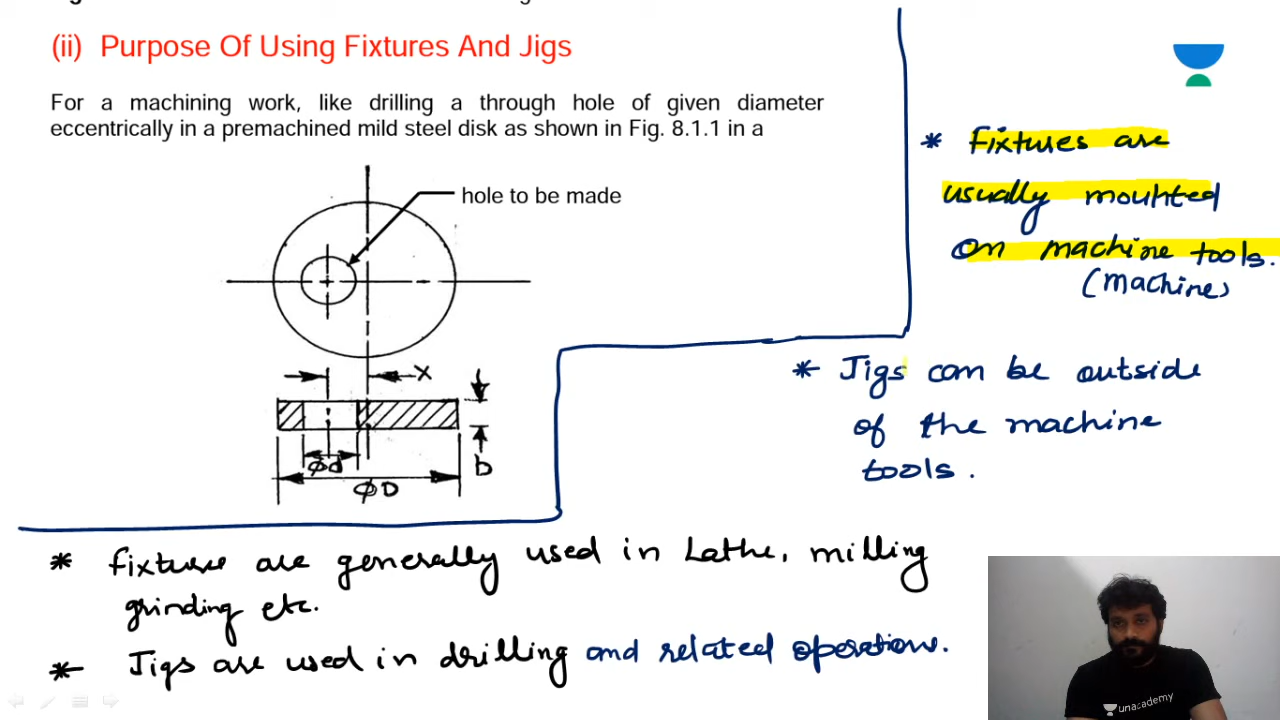 (ii) Purpose Of Using Fixtures And Jigs
For a machining work, like drilling a through hole of given diameter
eccentrically in a premachined mild steel disk as shown in Fig. 8.1.1 in a
hole to be made
X
b
φd
φD
* Fixtures are
usually mounted
on machine tools.
(Machine)
* Jigs can be outside
of the machine
tools.
* fixture are generally used in Lathe, milling
grinding etc.
* Jigs are used in drilling and related operations.
unacademy